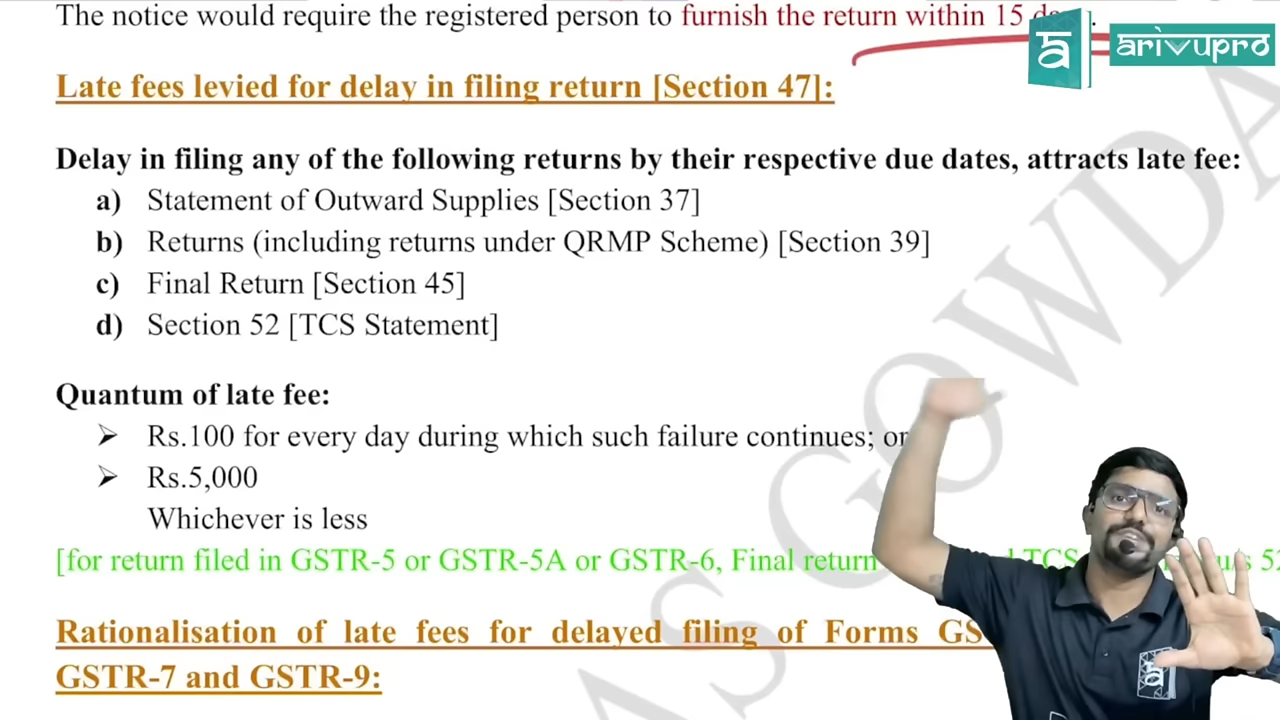 The notice would require the registered person to furnish the return within 15
arivupro
Late fees levied for delay in filing return [Section 47]:
Delay in filing any of the following returns by their respective due dates, attracts late fee:
a) Statement of Outward Supplies [Section 37]
b) Returns (including returns under QRMP Scheme) [Section 39]
c) Final Return [Section 45]
d) Section 52 [TCS Statement]
Quantum of late fee:
➢ Rs.100 for every day during which such failure continues; or
➢ Rs.5,000
Whichever is less
[for return filed in GSTR-5 or GSTR-5A or GSTR-6, Final return TCS
Rationalisation of late fees for delayed filing of Forms
GSTR-7 and GSTR-9:
AS GOWDA